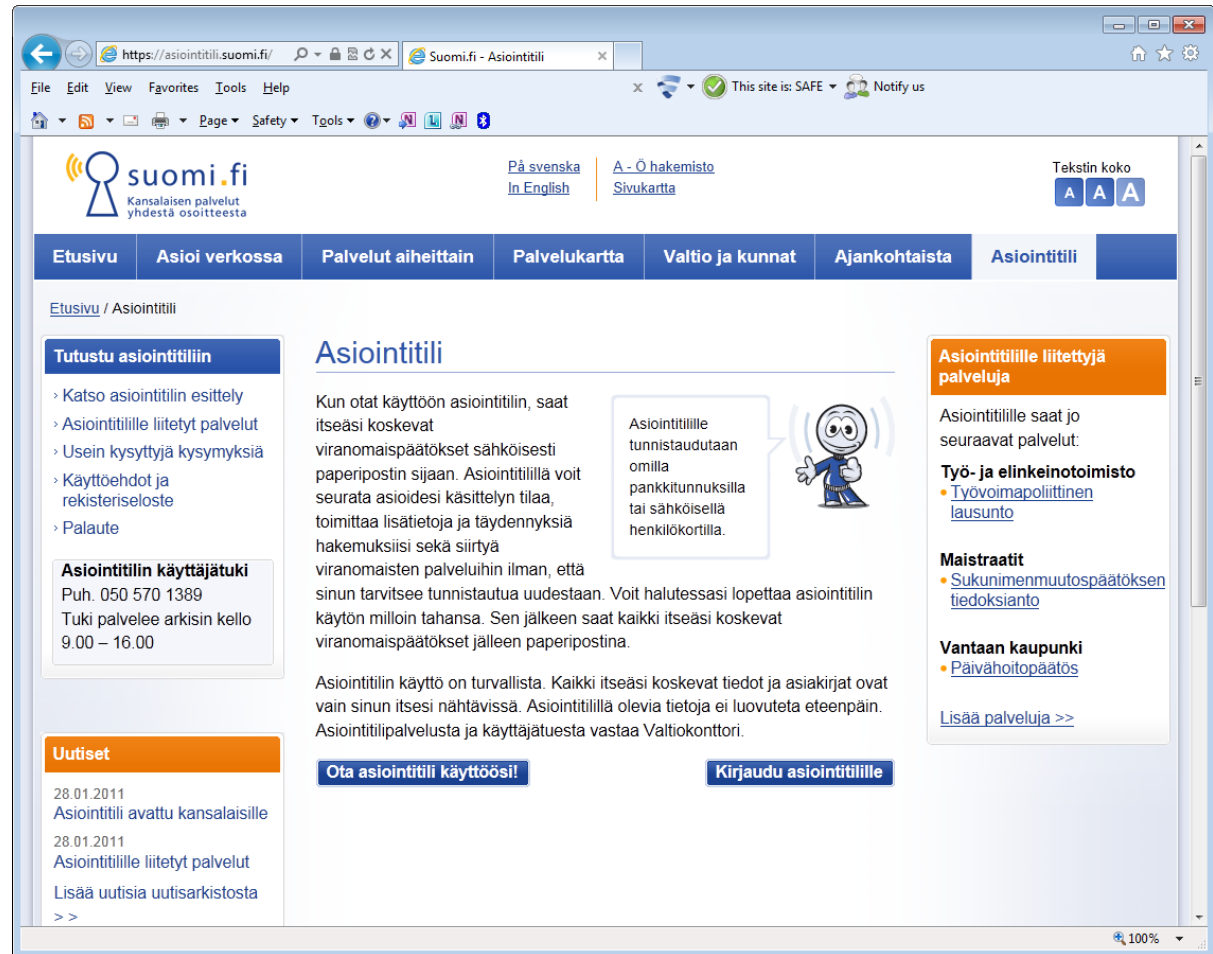 https://asiointitili.suomi.fi/
Suomi.fi - Asiointitili
File Edit View Favorites Tools Help
This site is: SAFE
Notify us
Page Safety Tools
suomi.fi
Kansalaisen palvelut
yhdestä osoitteesta
På svenska
In English
A - Ö hakemisto
Sivukartta
Tekstin koko
A A A
Etusivu Asioi verkossa Palvelut aiheittain Palvelukartta Valtio ja kunnat Ajankohtaista Asiointitili
Etusivu / Asiointitili
Tutustu asiointitiliin
› Katso asiointitilin esittely
› Asiointitilille liitetyt palvelut
› Usein kysyttyjä kysymyksiä
› Käyttöehdot ja
rekisteriseloste
› Palaute
Asiointitilin käyttäjätuki
Puh. 050 570 1389
Tuki palvelee arkisin kello
9.00 – 16.00
Uutiset
28.01.2011
Asiointitili avattu kansalaisille
28.01.2011
Asiointitilille liitetyt palvelut
Lisää uutisia uutisarkistosta
> >
Asiointitili
Kun otat käyttöön asiointitilin, saat
itseäsi koskevat
viranomaispäätökset sähköisesti
paperipostin sijaan. Asiointitilillä voit
seurata asioidesi käsittelyn tilaa,
toimittaa lisätietoja ja täydennyksiä
hakemuksiisi sekä siirtyä
viranomaisten palveluihin ilman, että
sinun tarvitsee tunnistautua uudestaan. Voit halutessasi lopettaa asiointitilin
käytön milloin tahansa. Sen jälkeen saat kaikki itseäsi koskevat
viranomaispäätökset jälleen paperipostina.
Asiointitilille
tunnistaudutaan
omilla
pankkitunnuksilla
tai sähköisellä
henkilökortilla.
Asiointitilin käyttö on turvallista. Kaikki itseäsi koskevat tiedot ja asiakirjat ovat
vain sinun itsesi nähtävissä. Asiointitilillä olevia tietoja ei luovuteta eteenpäin.
Asiointitilipalvelusta ja käyttäjätuesta vastaa Valtiokonttori.
Ota asiointitili käyttöösi!
Kirjaudu asiointitilille
Asiointitilille liitettyjä
palveluja
Asiointitilille saat jo
seuraavat palvelut:
Työ- ja elinkeinotoimisto
• Työvoimapoliittinen
lausunto
Maistraatit
• Sukunimenmuutospäätöksen
tiedoksianto
Vantaan kaupunki
• Päivähoitopäätös
Lisää palveluja >>
100%